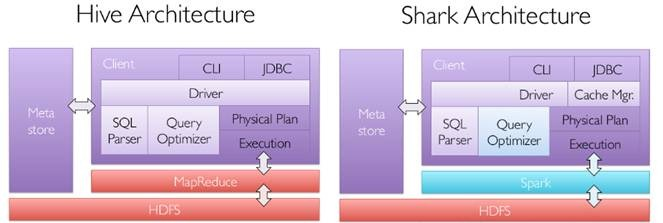 Hive Architecture
Meta
store
Client
CLI
JDBC
Driver
SQL
Parser
Query
Optimizer
Physical Plan
Execution
MapReduce
HDFS
Shark Architecture
Meta
store
Client
CLI
JDBC
Driver
Cache Mgr.
SQL
Parser
Query
Optimizer
Physical Plan
Execution
Spark
HDFS